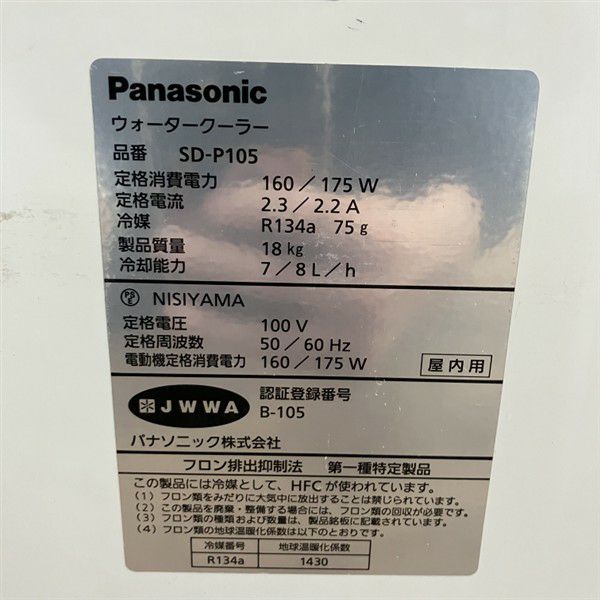 Panasonic
ウォータークーラー
品番 SD-P105
定格消費電力 160/175W
定格電流 2.3/2.2A
冷媒 R134a 75g
製品質量 18kg
冷却能力 7/8L/h
PSE NISIYAMA
定格電圧 100V
定格周波数 50/60Hz
電動機定格消費電力 160/175W 屋内用
JWWA 認証登録番号
B-105
パナソニック株式会社
フロン排出抑制法 第一種特定製品
この製品には冷媒として、HFCが使われています。
(1) フロン類をみだりに大気中に放出することは禁じられています。
(2) この製品を廃棄・整備する場合には、フロン類の回収が必要です。
(3) フロン類の種類および数量は、製品銘板に記載されています。
(4) フロン類の地球温暖化係数は以下のとおりです。
冷媒番号 地球温暖化係数
R134a 1430